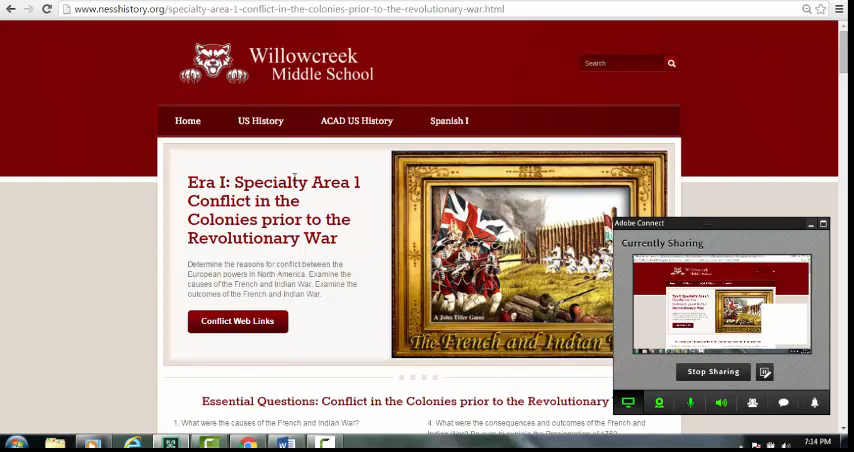 www.nesshistory.org/specialty-area-1-conflict-in-the-colonies-prior-to-the-revolutionary-war.html
Willowcreek
Middle School
Search
Home US History ACAD US History Spanish I
Era I: Specialty Area 1
Conflict in the
Colonies prior to the
Revolutionary War
Determine the reasons for conflict between the
European powers in North America. Examine the
causes of the French and Indian War. Examine the
outcomes of the French and Indian War.
Conflict Web Links
A John Tiller Game
The French and Indian
Adobe Connect
Currently Sharing
Stop Sharing
Essential Questions: Conflict in the Colonies prior to the Revolutionary
1. What were the causes of the French and Indian War?
4. What were the consequences and outcomes of the French and
7:14 PM